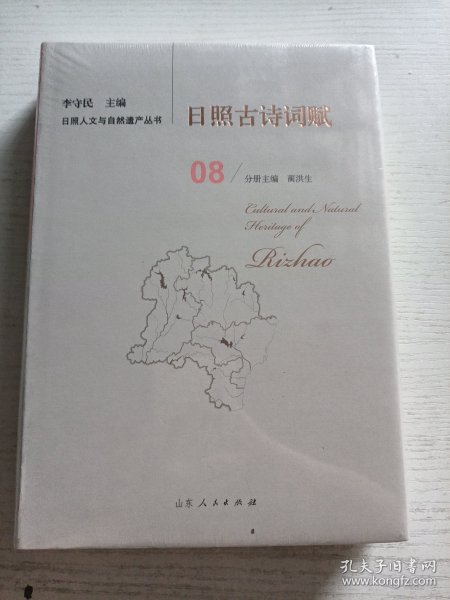 李守民 主编
日照人文与自然遗产丛书
日照古诗词赋
08/分册主编 蔺洪生
Cultural and Natural
Heritage of
Rizhao
山东人民出版社
孔夫子旧书网
www.kongfz.com